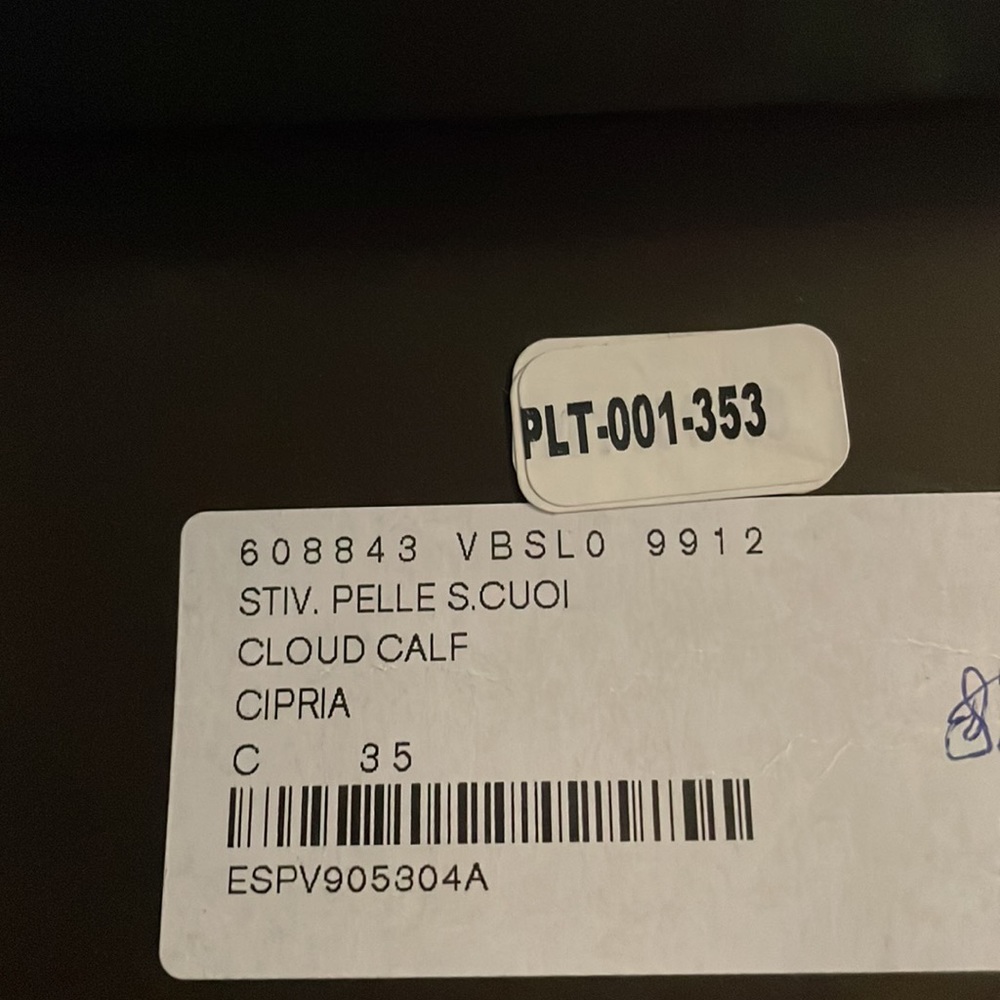 PLT-001-353
608843 VBSL0 9912
STIV. PELLE S.CUOI
CLOUD CALF
CIPRIA
C 35
ESPV905304A